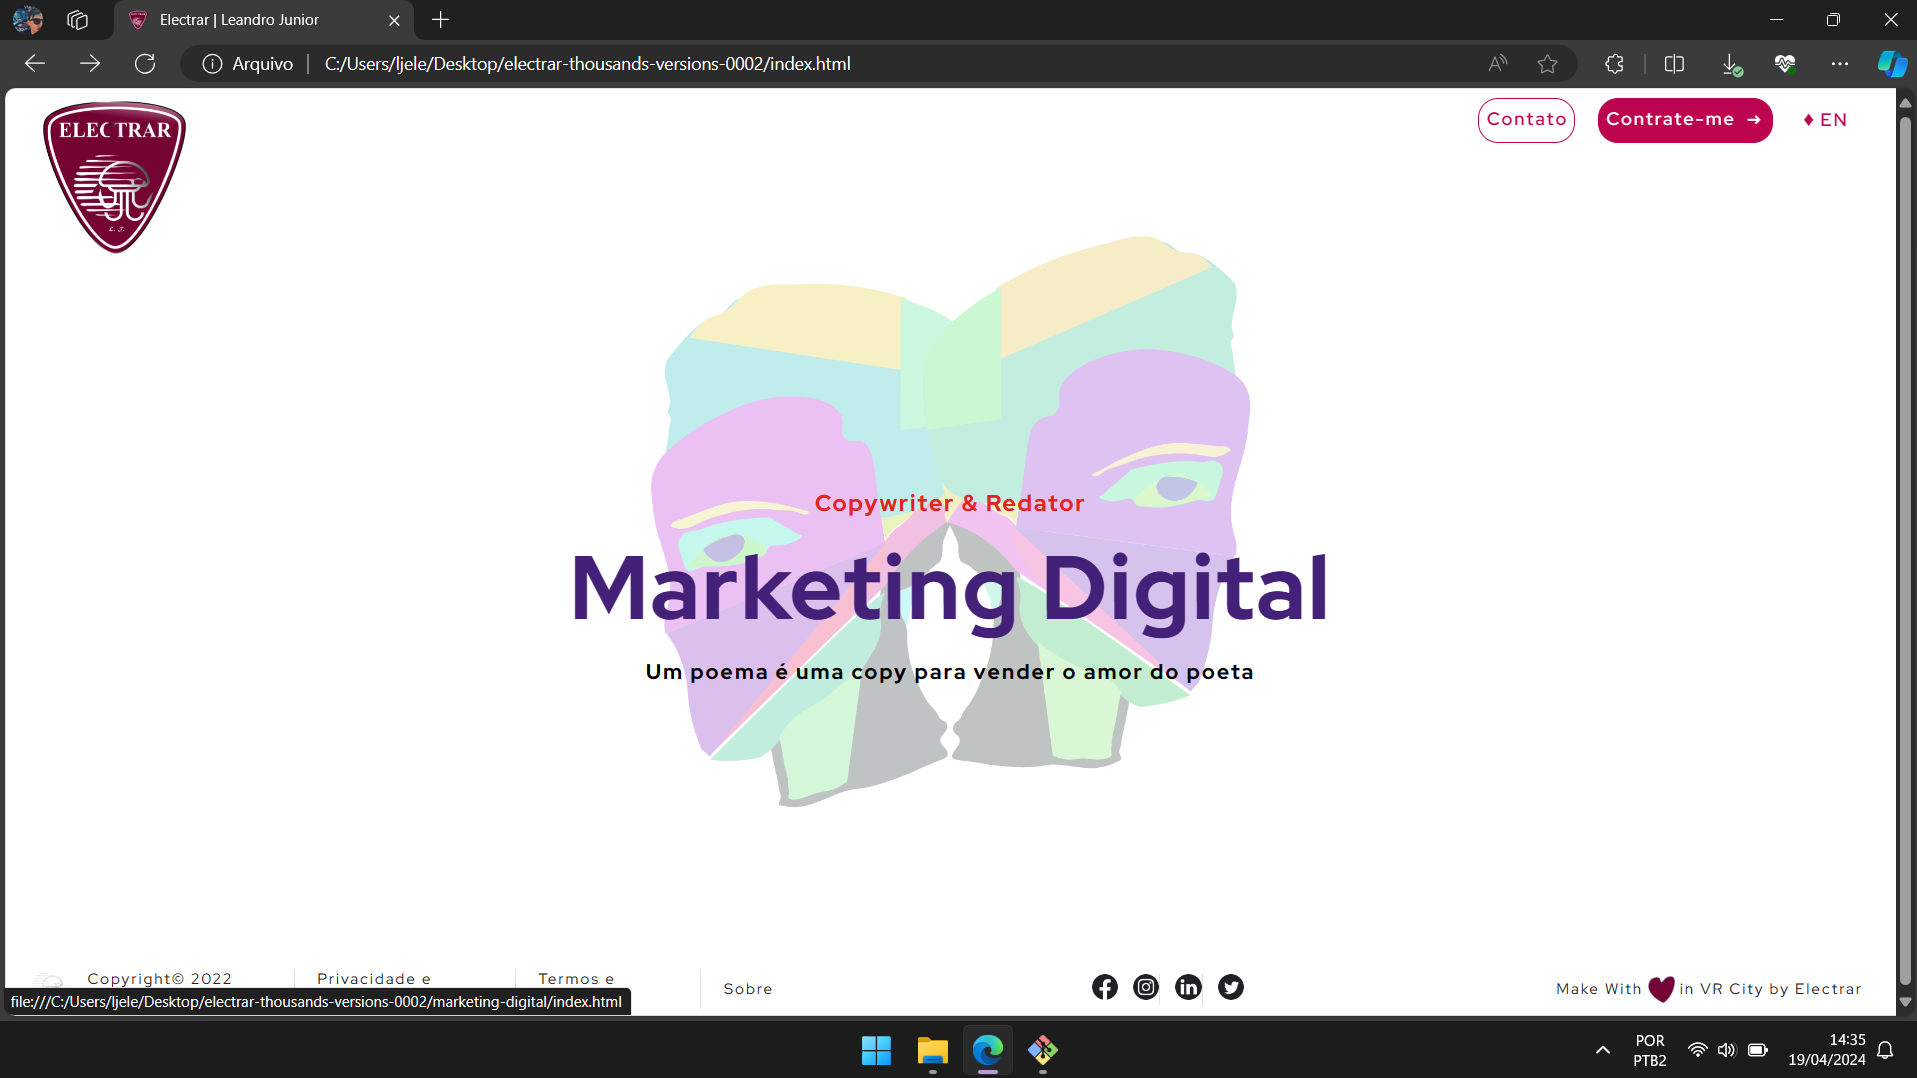 Electrar | Leandro Junior
Arquivo
C:/Users/ljele/Desktop/electrar-thousands-versions-0002/index.html
ELEC TRAR
L. J.
Contato
Contrate-me →
♦ EN
Copywriter & Redator
Marketing Digital
Um poema é uma copy para vender o amor do poeta
Copyright© 2022
Privacidade e
Termos e
Sobre
Make With in VR City by Electrar
file:///C:/Users/ljele/Desktop/electrar-thousands-versions-0002/marketing-digital/index.html
POR
PTB2
14:35
19/04/2024